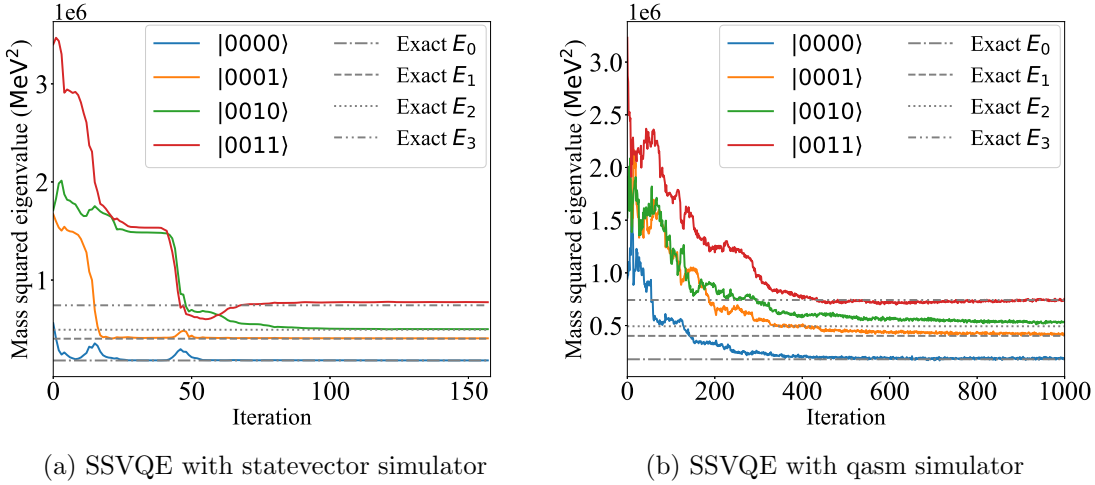 1e6
Mass squared eigenvalue (MeV²)
3
2
1
0
50
100
150
Iteration
|0000⟩
|0001⟩
|0010⟩
|0011⟩
Exact E₀
Exact E₁
Exact E₂
Exact E₃
(a) SSVQE with statevector simulator
1e6
Mass squared eigenvalue (MeV²)
3.0
2.5
2.0
1.5
1.0
0.5
0
200
400
600
800
1000
Iteration
|0000⟩
|0001⟩
|0010⟩
|0011⟩
Exact E₀
Exact E₁
Exact E₂
Exact E₃
(b) SSVQE with qasm simulator